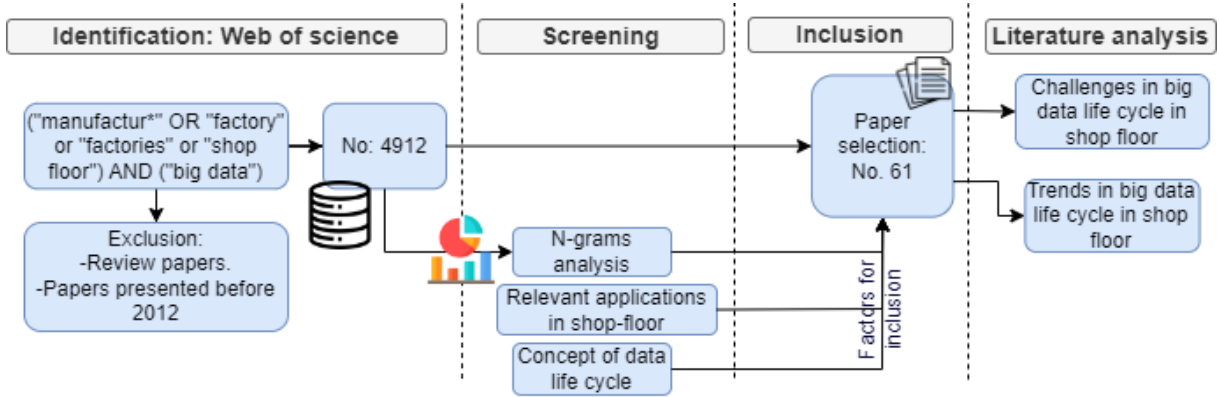 Identification: Web of science
Screening
Inclusion
Literature analysis
("manufactur*" OR "factory"
or "factories" or "shop
floor") AND ("big data")
No: 4912
Exclusion:
-Review papers.
-Papers presented before
2012
N-grams
analysis
Relevant applications
in shop-floor
Concept of data
life cycle
Paper
selection:
No. 61
Factors for
inclusion
Challenges in big
data life cycle in
shop floor
Trends in big data
life cycle in shop
floor